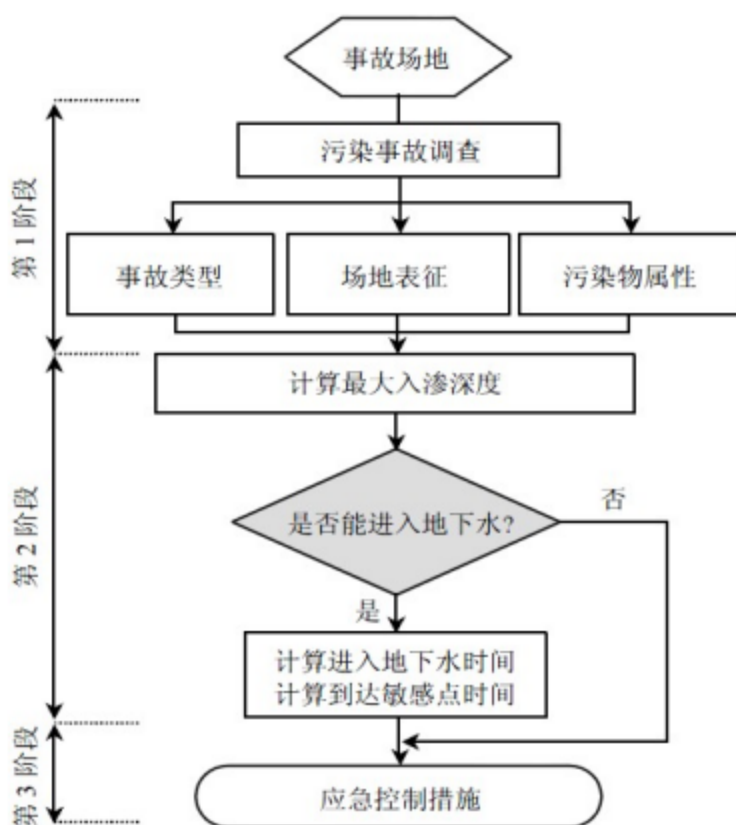 事故场地
第1阶段
污染事故调查
事故类型
场地表征
污染物属性
第2阶段
计算最大入渗深度
是否能进入地下水?
否
是
计算进入地下水时间
计算到达敏感点时间
第3阶段
应急控制措施